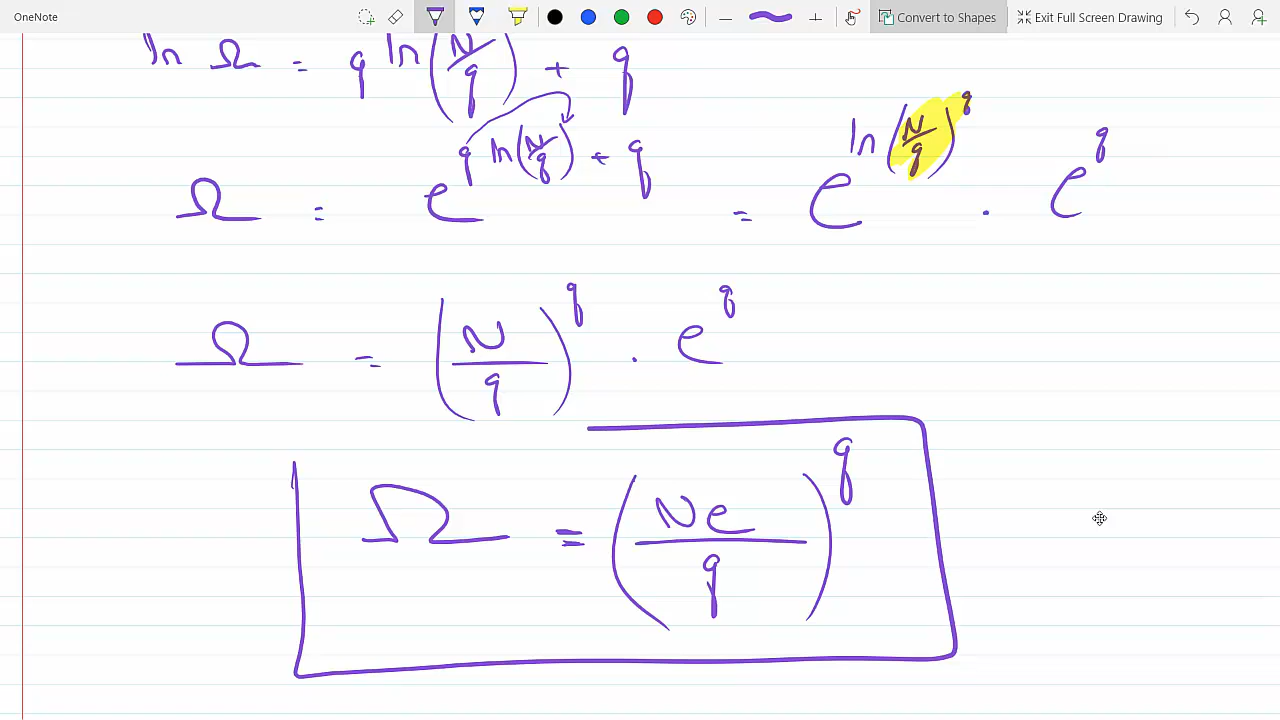 OneNote Convert to Shapes Exit Full Screen Drawing
ln Ω = q ln(N/q) + q
Ω = e^(q ln(N/q) + q) = e^(ln(N/q)^q) · e^q
Ω = (N/q)^q · e^q
Ω = (Ne/q)^q